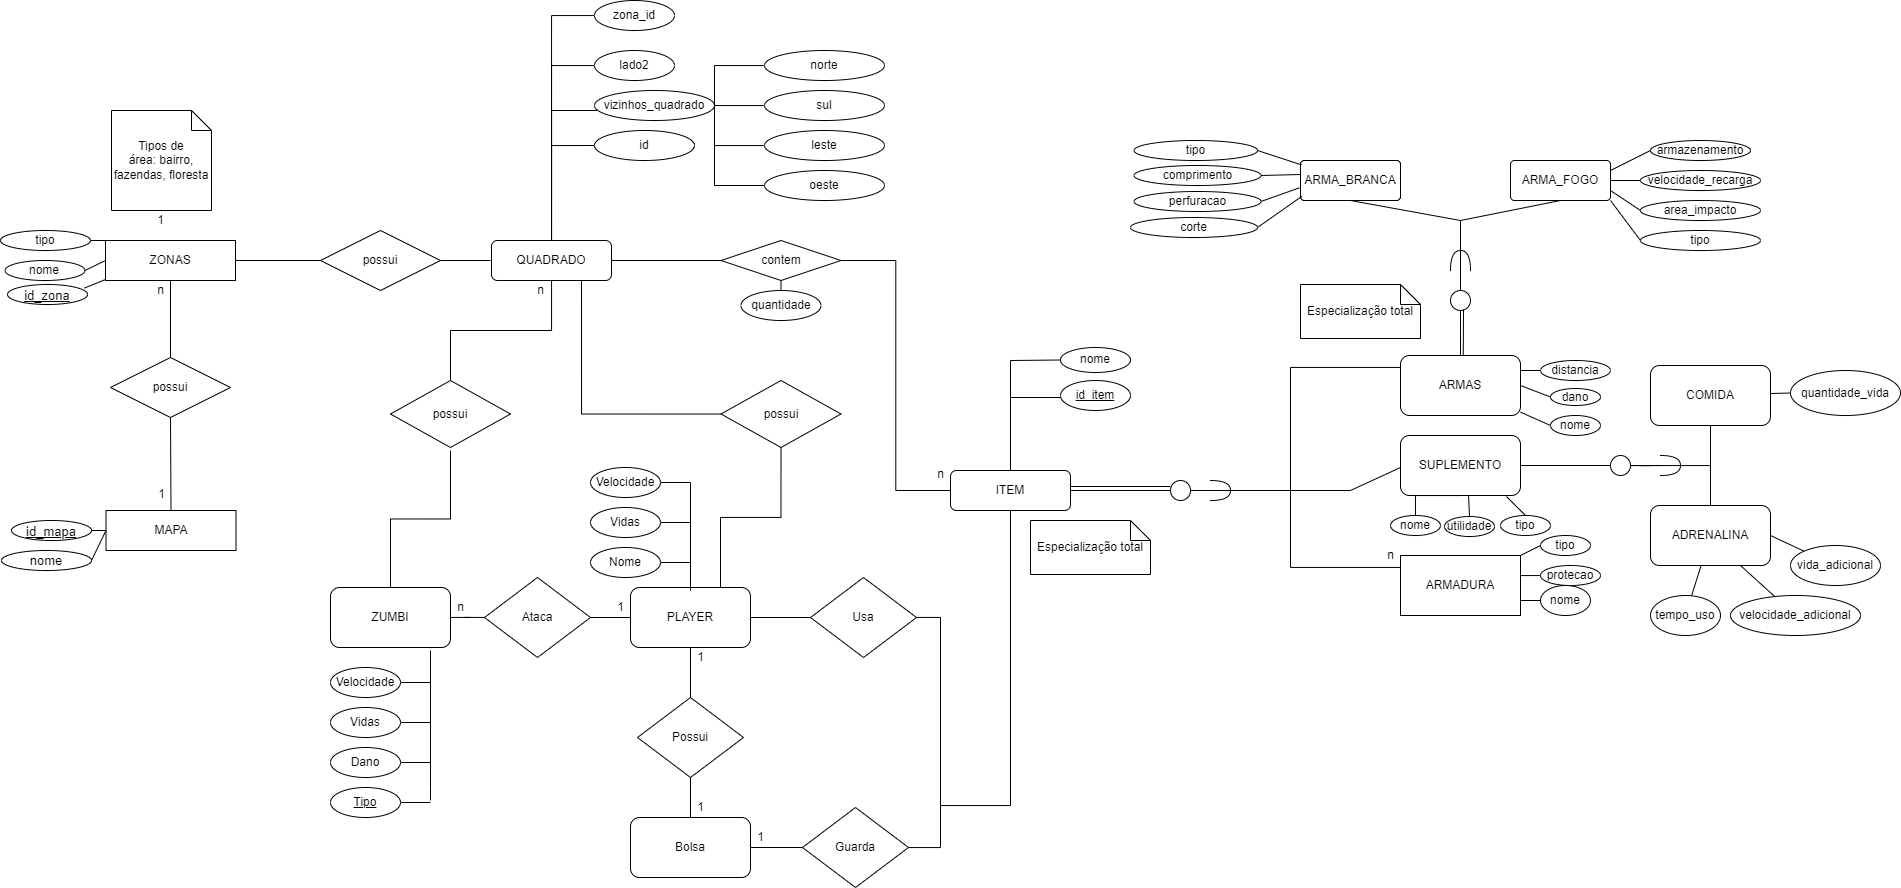 zona_id
lado2
vizinhos_quadrado
id
norte
sul
leste
oeste
Tipos de
área: bairro,
fazendas, floresta
1
tipo
nome
id_zona
ZONAS
n
possui
QUADRADO
n
contem
quantidade
possui
1
id_mapa
nome
MAPA
possui
possui
nome
id_item
n
ITEM
Especialização total
Velocidade
Vidas
Nome
ZUMBI
n
Ataca
1
PLAYER
1
Usa
Velocidade
Vidas
Dano
Tipo
Possui
1
Bolsa
1
Guarda
tipo
comprimento
perfuracao
corte
ARMA_BRANCA
ARMA_FOGO
armazenamento
velocidade_recarga
area_impacto
tipo
Especialização total
ARMAS
distancia
dano
nome
SUPLEMENTO
nome
utilidade
tipo
n
ARMADURA
tipo
protecao
nome
COMIDA
quantidade_vida
ADRENALINA
vida_adicional
tempo_uso
velocidade_adicional